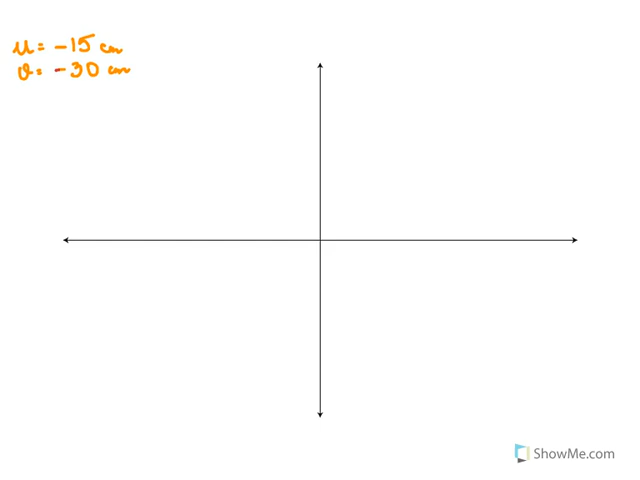 u = -15 cm
v = -30 cm
ShowMe.com